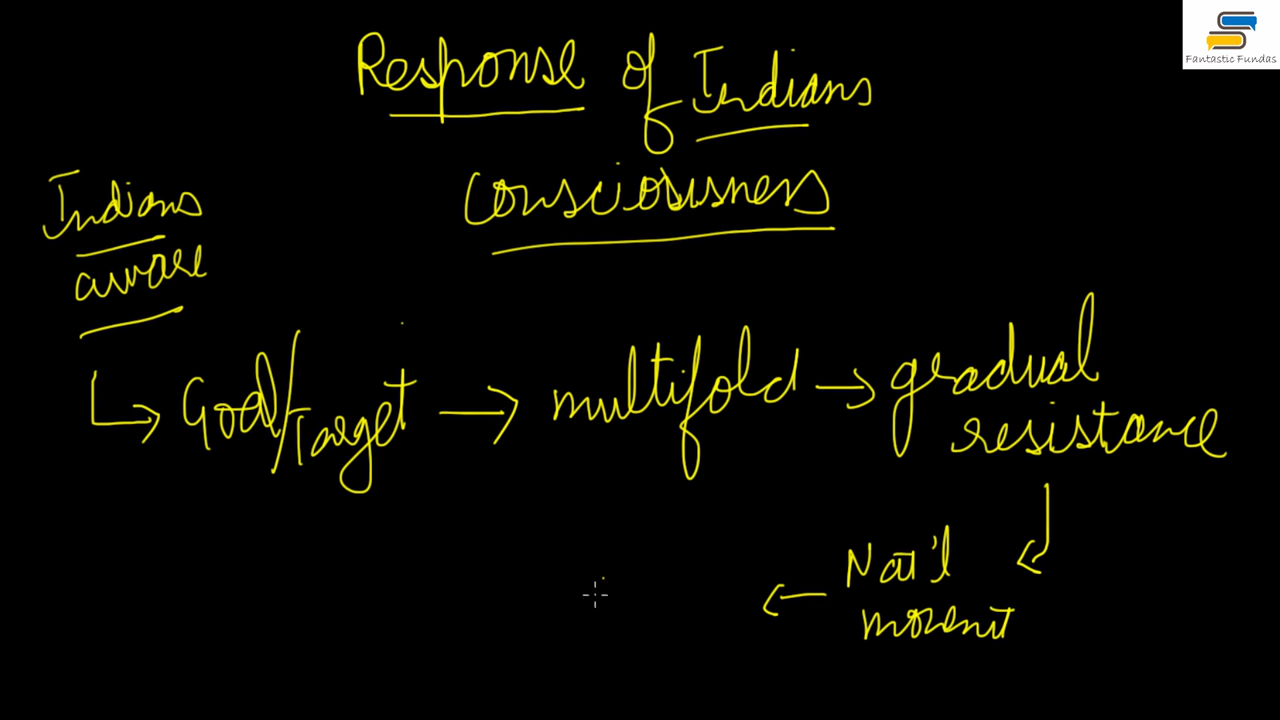 Response of Indians
Consciousness
Indians
aware
Goal/Target → multifold → gradual
resistance
Nat'l
movement
Fantastic Fundas